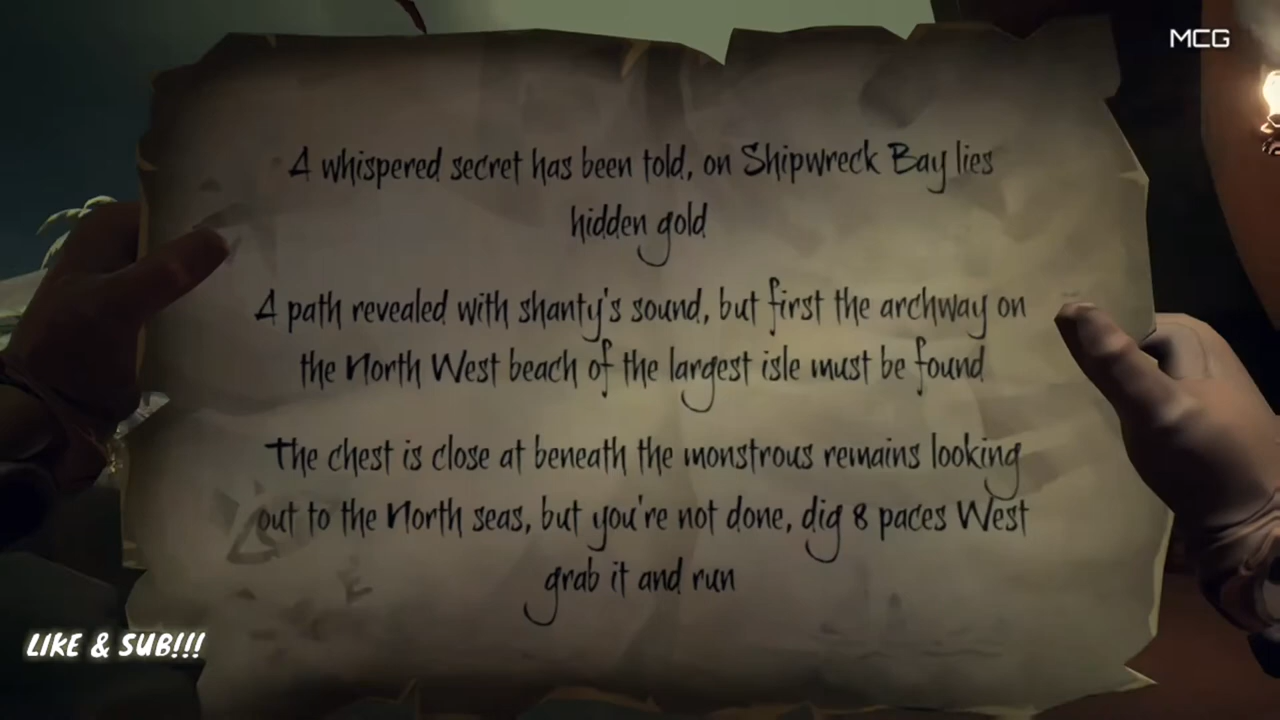 MCG
A whispered secret has been told, on Shipwreck Bay lies
hidden gold
A path revealed with shanty's sound, but first the archway on
the North West beach of the largest isle must be found
The chest is close at beneath the monstrous remains looking
out to the North seas, but you're not done, dig 8 paces West
grab it and run
LIKE & SUB!!!